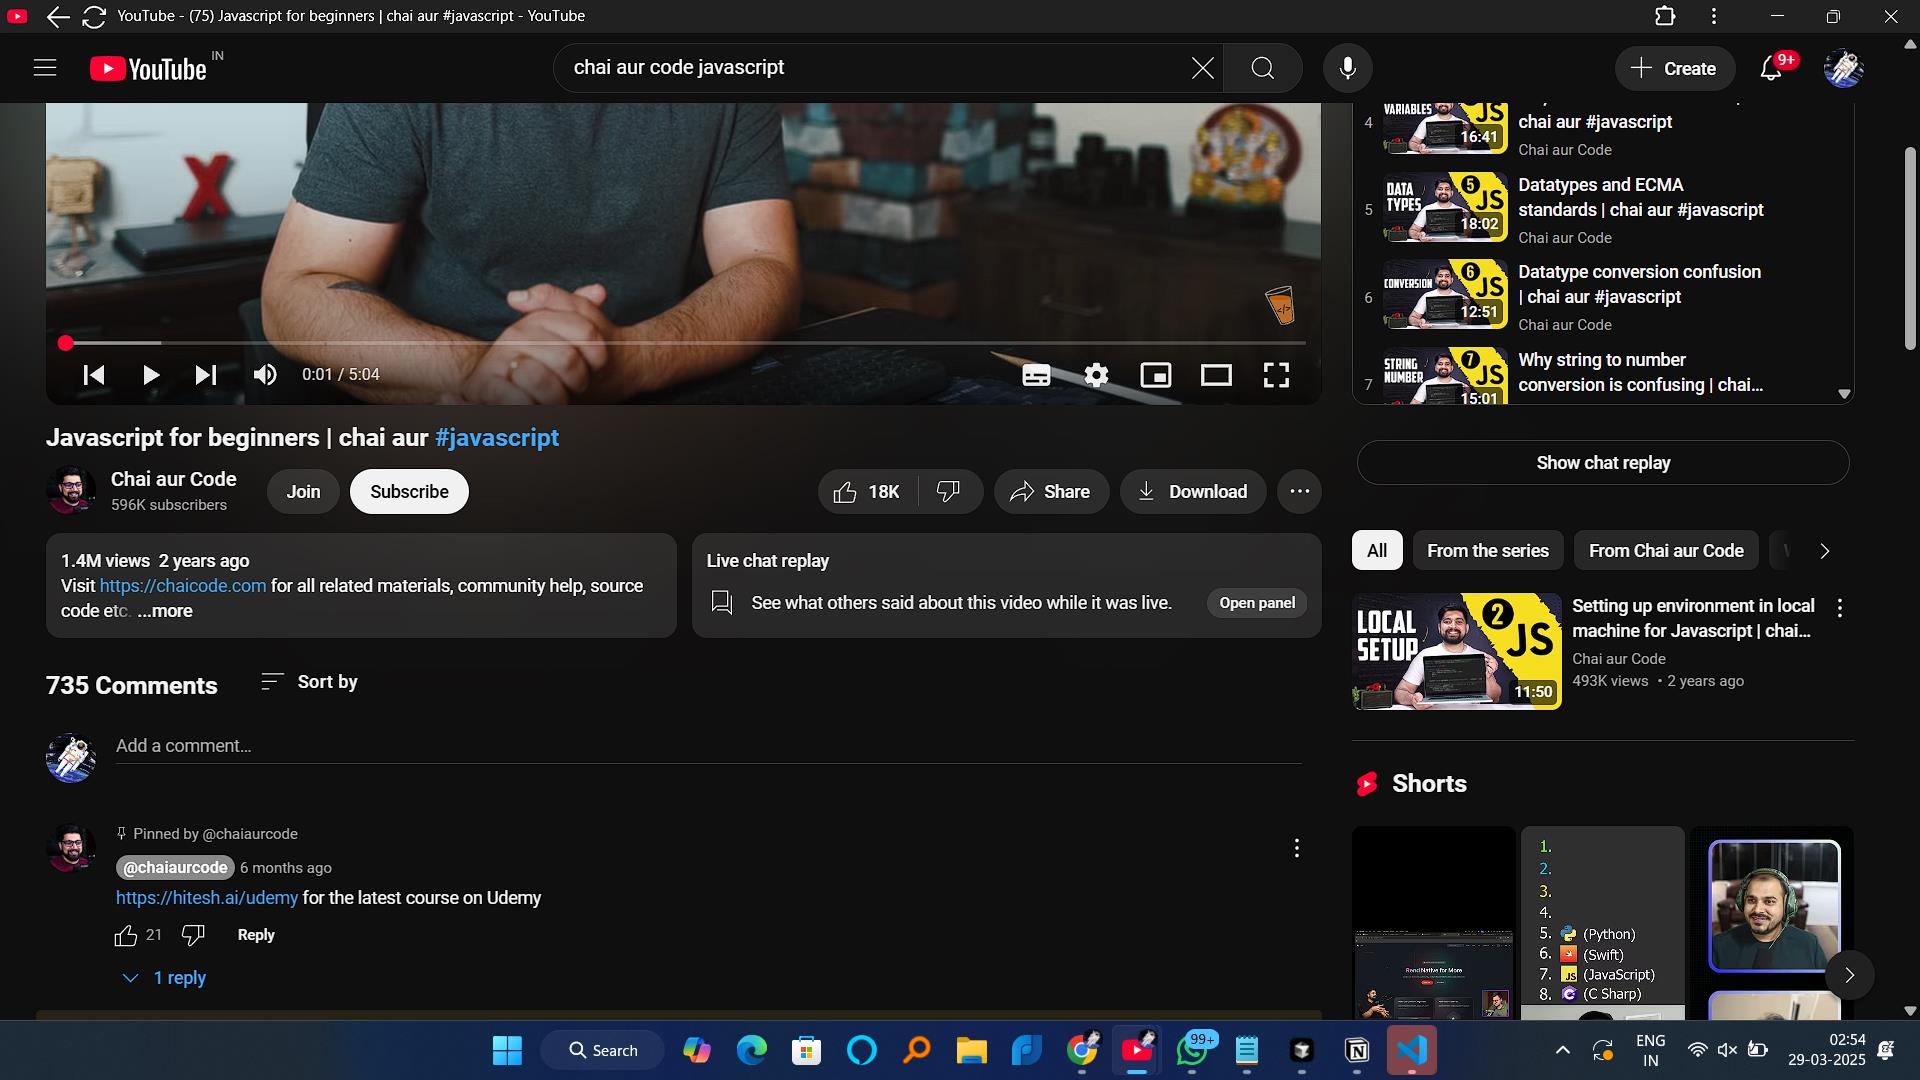 YouTube - (75) Javascript for beginners | chai aur #javascript - YouTube
YouTube IN
chai aur code javascript
Create
9+
0:01 / 5:04
Javascript for beginners | chai aur #javascript
Chai aur Code
596K subscribers
Join
Subscribe
18K
Share
Download
1.4M views 2 years ago
Visit https://chaicode.com for all related materials, community help, source
code etc. ...more
Live chat replay
See what others said about this video while it was live.
Open panel
735 Comments
Sort by
Add a comment...
Pinned by @chaiaurcode
@chaiaurcode 6 months ago
https://hitesh.ai/udemy for the latest course on Udemy
21
Reply
1 reply
4
VARIABLES
JS
16:41
chai aur #javascript
Chai aur Code
5
DATA
TYPES
5
JS
18:02
Datatypes and ECMA
standards | chai aur #javascript
Chai aur Code
6
CONVERSION
6
JS
12:51
Datatype conversion confusion
| chai aur #javascript
Chai aur Code
7
STRING
NUMBER
7
JS
15:01
Why string to number
conversion is confusing | chai...
Show chat replay
All
From the series
From Chai aur Code
LOCAL
SETUP
2
JS
11:50
Setting up environment in local
machine for Javascript | chai...
Chai aur Code
493K views • 2 years ago
Shorts
Rend Native for More
1.
2.
3.
4.
5. (Python)
6. (Swift)
7. JS (JavaScript)
8. (C Sharp)
Search
99+
ENG
IN
02:54
29-03-2025